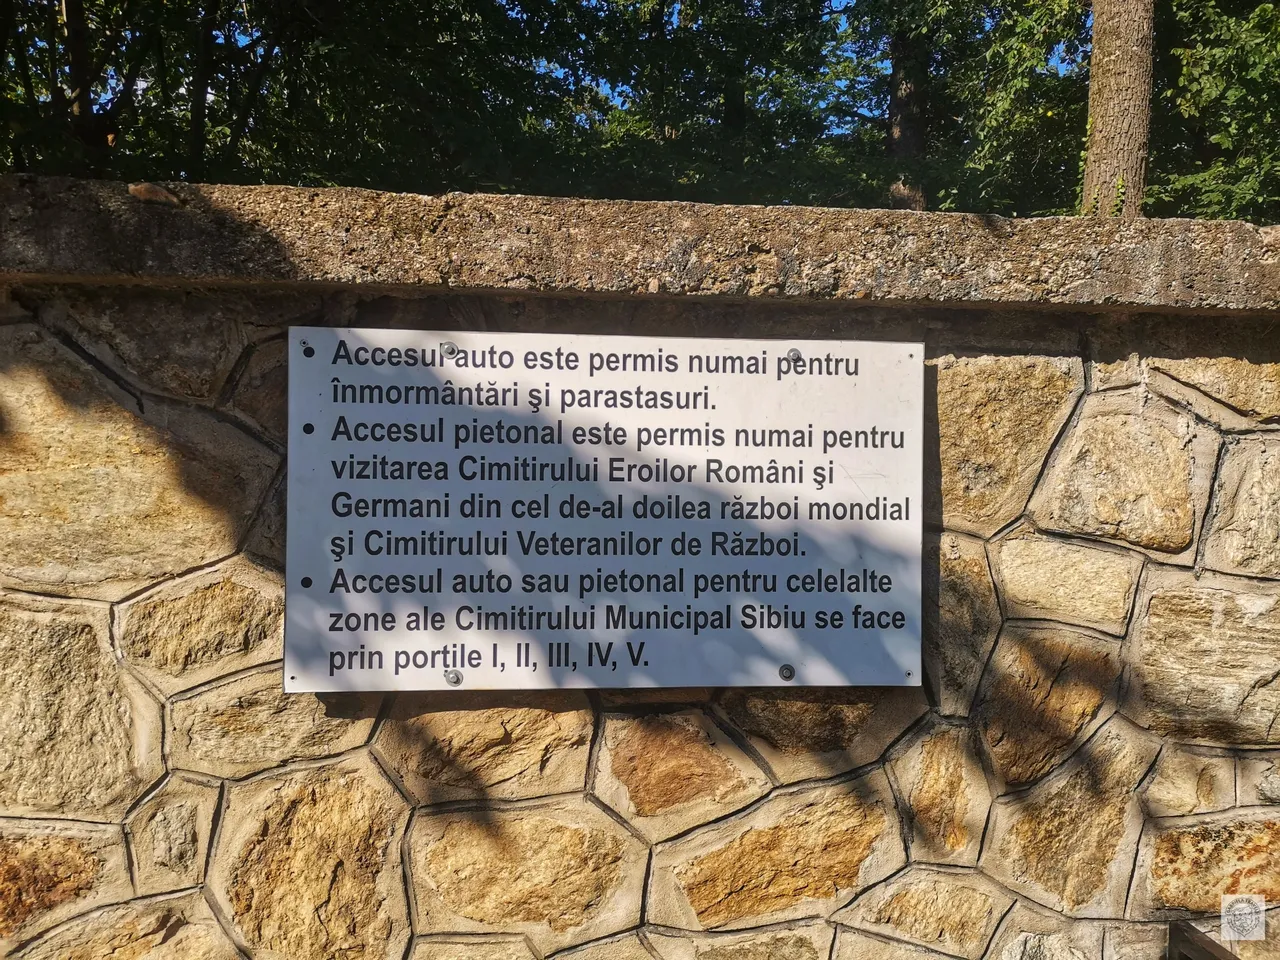 • Accesul auto este permis numai pentru
înmormântări şi parastasuri.
• Accesul pietonal este permis numai pentru
vizitarea Cimitirului Eroilor Români şi
Germani din cel de-al doilea război mondial
şi Cimitirului Veteranilor de Război.
• Accesul auto sau pietonal pentru celelalte
zone ale Cimitirului Municipal Sibiu se face
prin porţile I, II, III, IV, V.